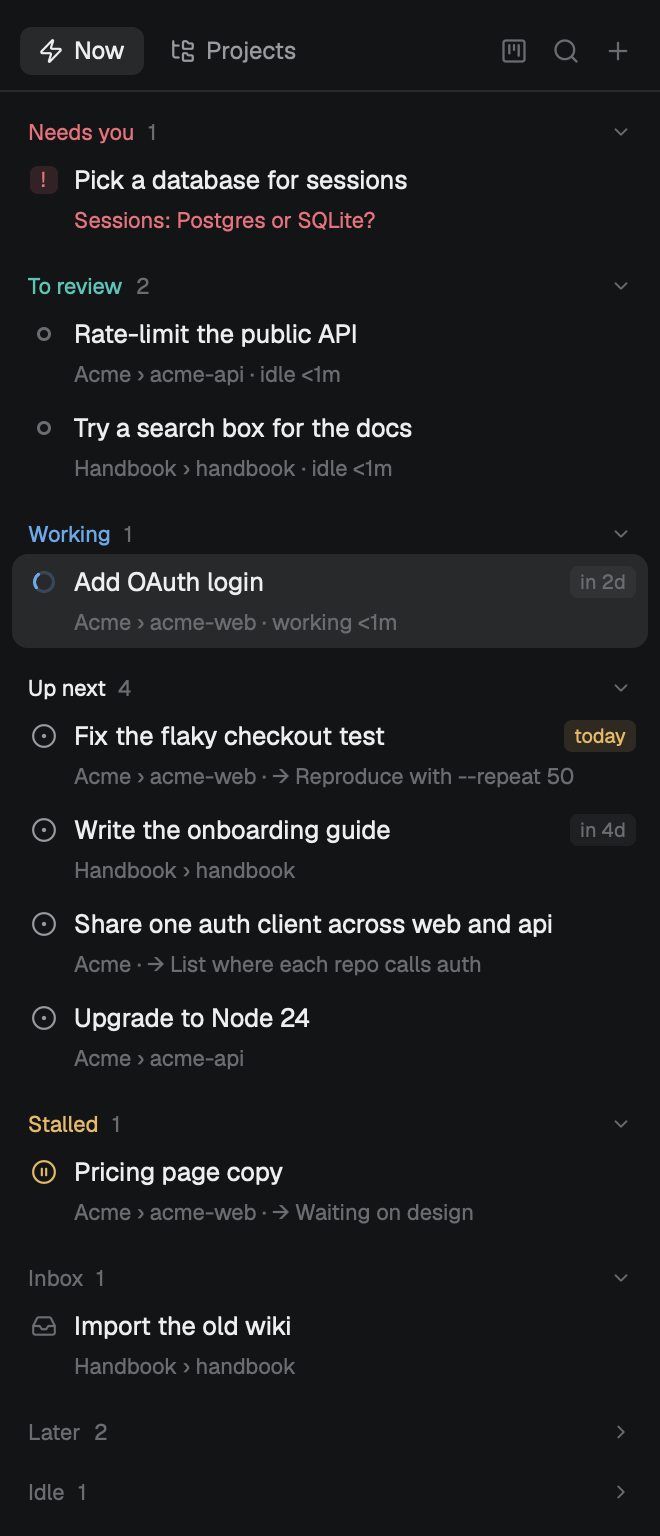 Now Projects
Needs you 1
! Pick a database for sessions
Sessions: Postgres or SQLite?
To review 2
Rate-limit the public API
Acme › acme-api · idle <1m
Try a search box for the docs
Handbook › handbook · idle <1m
Working 1
Add OAuth login in 2d
Acme › acme-web · working <1m
Up next 4
Fix the flaky checkout test today
Acme › acme-web · → Reproduce with --repeat 50
Write the onboarding guide in 4d
Handbook › handbook
Share one auth client across web and api
Acme · → List where each repo calls auth
Upgrade to Node 24
Acme › acme-api
Stalled 1
Pricing page copy
Acme › acme-web · → Waiting on design
Inbox 1
Import the old wiki
Handbook › handbook
Later 2
Idle 1